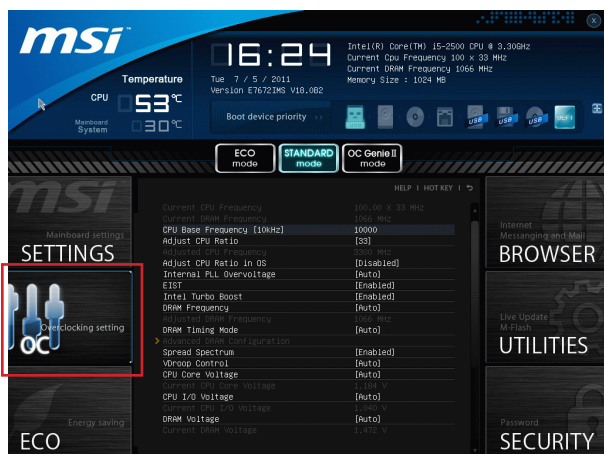 msi
16:24
Tue 7 / 5 / 2011
Version E7672IMS V18.0B2
Intel(R) Core(TM) i5-2500 CPU @ 3.30GHz
Current Cpu Frequency 100 x 33 MHz
Current DRAM Frequency 1066 MHz
Memory Size : 1024 MB
Temperature
CPU 53°C
Mainboard
System 30°C
Boot device priority
USB USB USB UEFI
ECO
mode
STANDARD
mode
OC Genie II
mode
HELP | HOT KEY |
msi
Mainboard settings
SETTINGS
Overclocking setting
OC
Energy saving
ECO
Current CPU Frequency 100.00 X 33 MHz
Current DRAM Frequency 1066 MHz
CPU Base Frequency [10kHz] 10000
Adjust CPU Ratio [33]
Adjusted CPU Frequency 3300 MHz
Adjust CPU Ratio in OS [Disabled]
Internal PLL Overvoltage [Auto]
EIST [Enabled]
Intel Turbo Boost [Enabled]
DRAM Frequency [Auto]
Adjusted DRAM Frequency 1066 MHz
DRAM Timing Mode [Auto]
Advanced DRAM Configuration
Spread Spectrum [Enabled]
VDroop Control [Auto]
CPU Core Voltage [Auto]
Current CPU Core Voltage 1.184 V
CPU I/O Voltage [Auto]
Current CPU I/O Voltage 1.040 V
DRAM Voltage [Auto]
Current DRAM Voltage 1.472 V
Internet
Messanging and Mail
BROWSER
Live Update
M-Flash
UTILITIES
Password
SECURITY